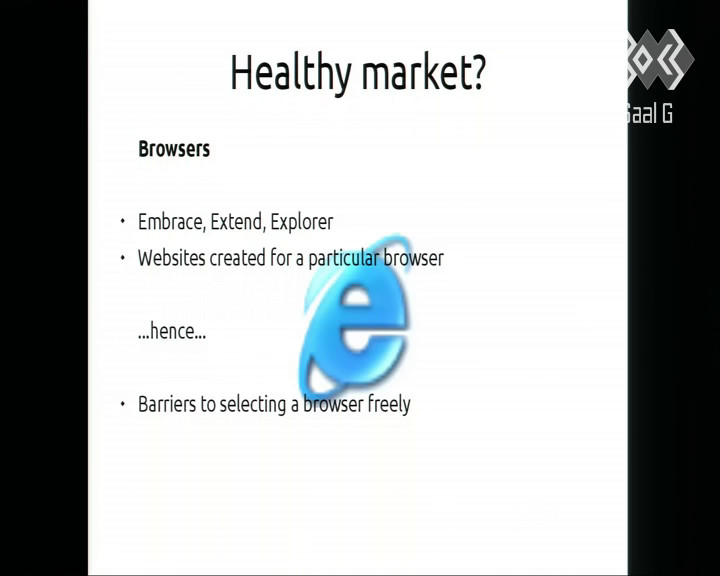 Healthy market?
Browsers
• Embrace, Extend, Explorer
• Websites created for a particular browser
...hence...
• Barriers to selecting a browser freely
Saal G